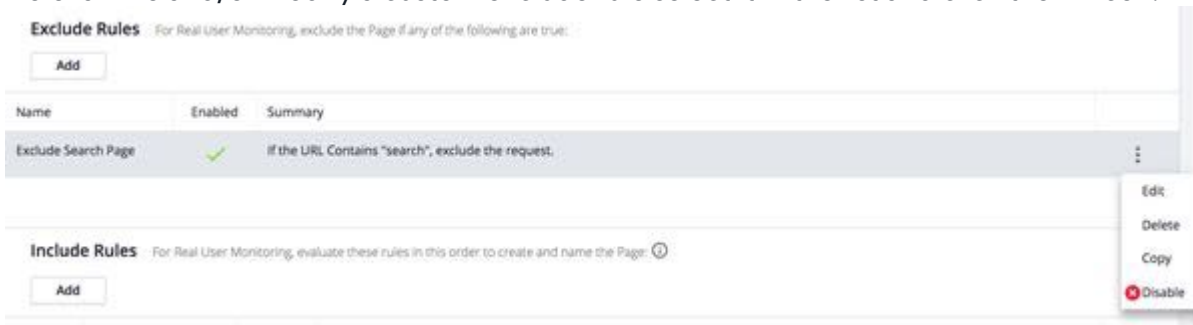 Exclude Rules For Real User Monitoring, exclude the Page if any of the following are true:
Add
Name Enabled Summary
Exclude Search Page If the URL Contains "search", exclude the request.
Edit
Delete
Include Rules For Real User Monitoring, evaluate these rules in this order to create and name the Page:
Copy
Add
Disable